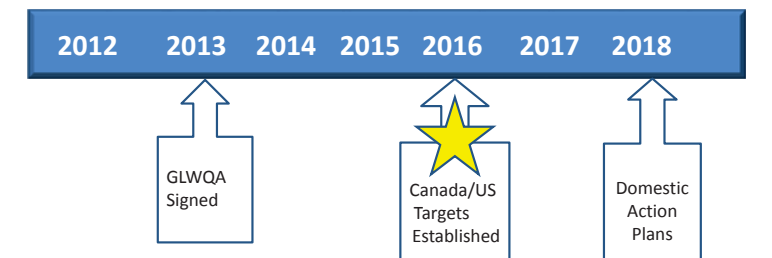 2012 2013 2014 2015 2016 2017 2018
GLWQA
Signed
Canada/US
Targets
Established
Domestic
Action
Plans